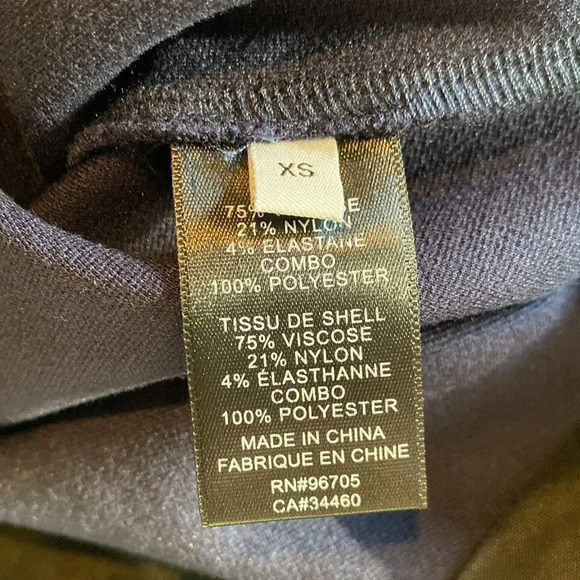 XS
75%
21% NYLON
4% ELASTANE
COMBO
100% POLYESTER
TISSU DE SHELL
75% VISCOSE
21% NYLON
4% ÉLASTHANNE
COMBO
100% POLYESTER
MADE IN CHINA
FABRIQUE EN CHINE
RN#96705
CA#34460